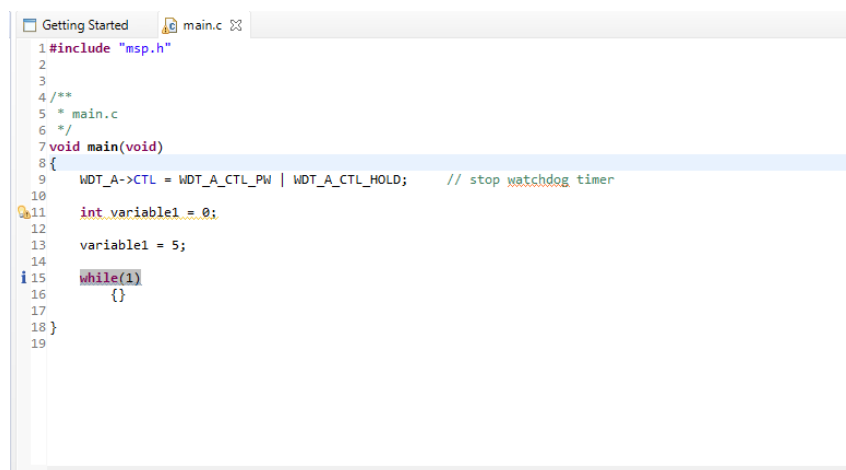 Getting Started main.c
1 #include "msp.h"
2
3
4 /**
5 * main.c
6 */
7 void main(void)
8 {
9 WDT_A->CTL = WDT_A_CTL_PW | WDT_A_CTL_HOLD; // stop watchdog timer
10
11 int variable1 = 0;
12
13 variable1 = 5;
14
15 while(1)
16 {}
17
18 }
19